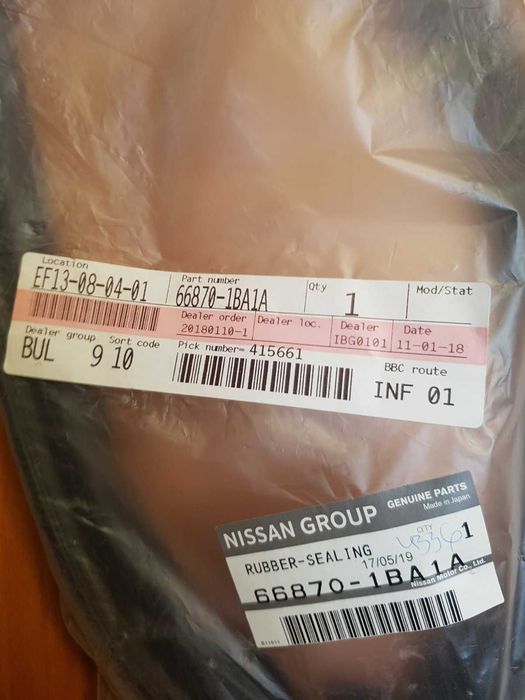 Location
EF13-08-04-01
Part number
66870-1BA1A
Qty
1
Mod/Stat
Dealer order
20180110-1
Dealer loc.
Dealer
IBG0101
Date
11-01-18
Dealer group
BUL
Sort code
9 10
Pick number= 415661
BBC route
INF 01
NISSAN GROUP
GENUINE PARTS
Made in Japan
RUBBER-SEALING
QTY
1
17/05/19
66870-1BA1A
Nissan Motor Co., Ltd.